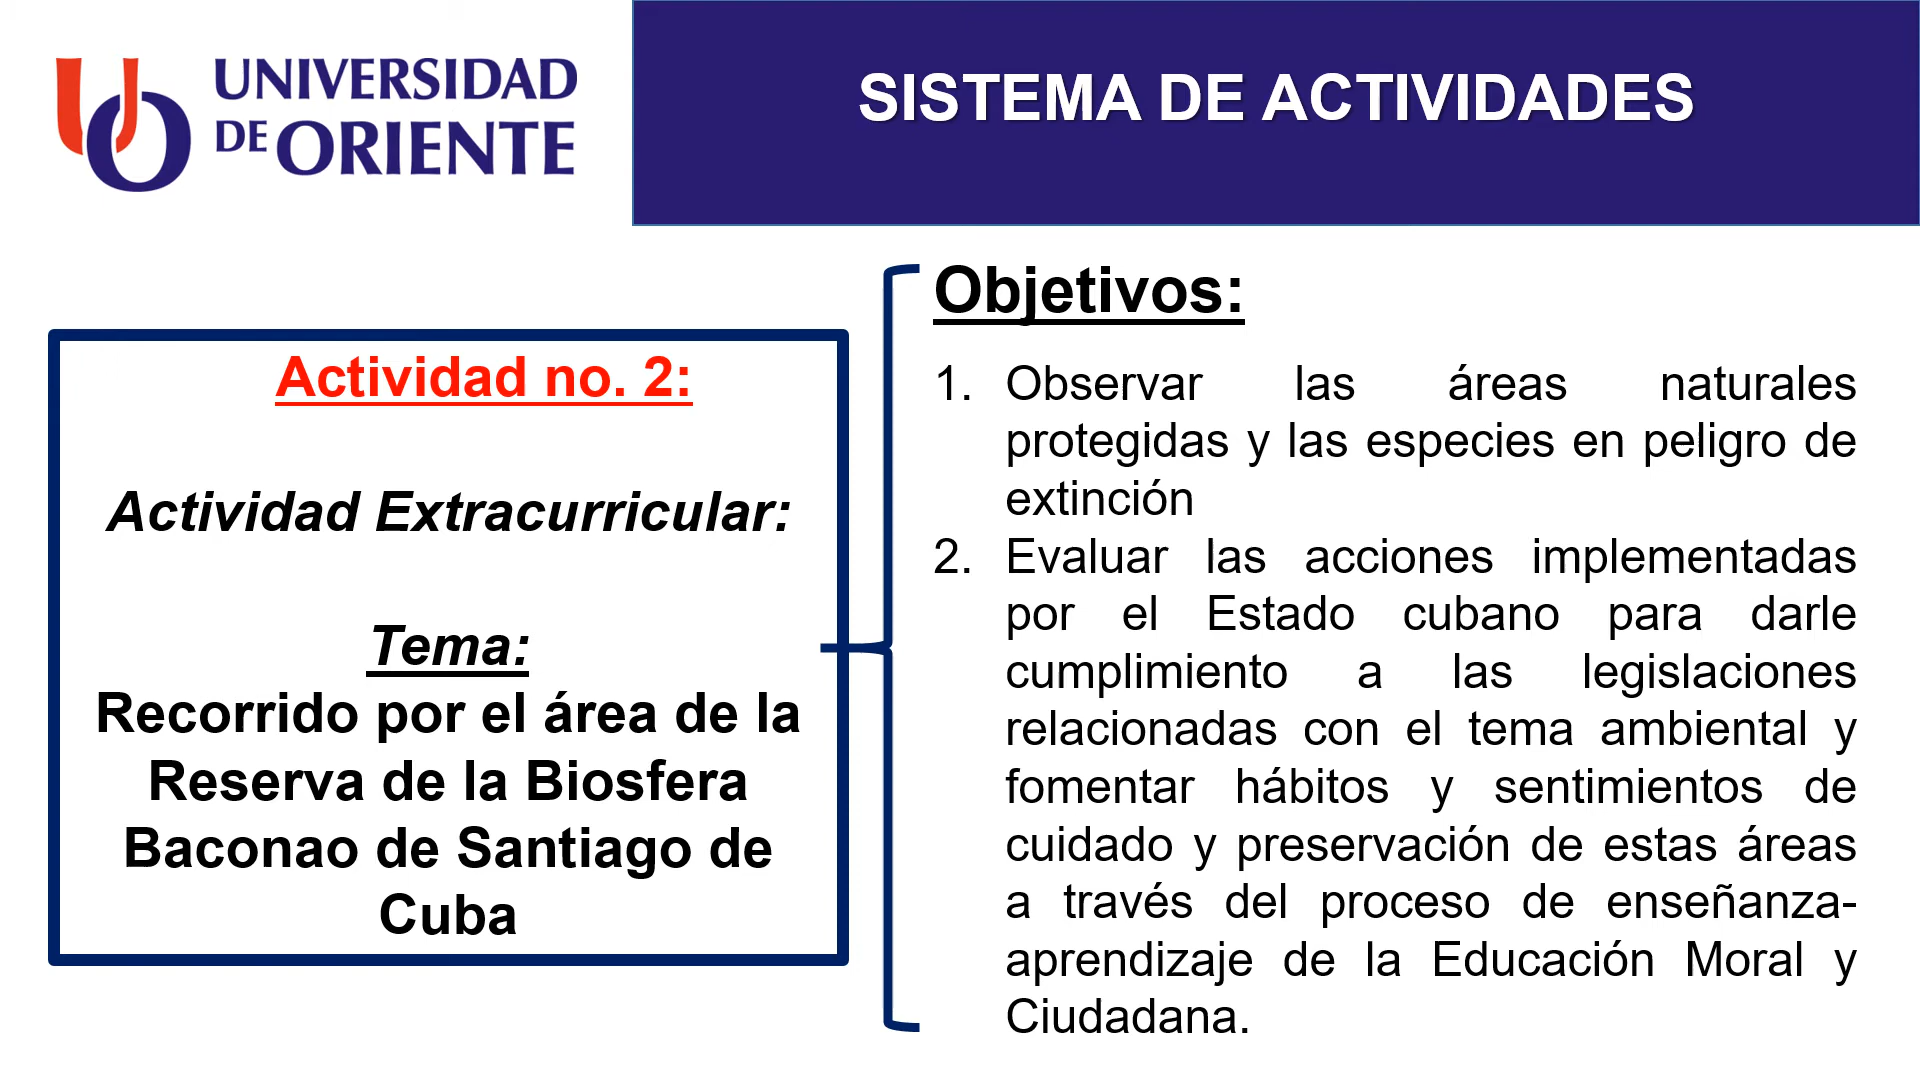 UNIVERSIDAD
DE ORIENTE
SISTEMA DE ACTIVIDADES
Actividad no. 2:
Actividad Extracurricular:
Tema:
Recorrido por el área de la
Reserva de la Biosfera
Baconao de Santiago de
Cuba
Objetivos:
1. Observar las áreas naturales
protegidas y las especies en peligro de
extinción
2. Evaluar las acciones implementadas
por el Estado cubano para darle
cumplimiento a las legislaciones
relacionadas con el tema ambiental y
fomentar hábitos y sentimientos de
cuidado y preservación de estas áreas
a través del proceso de enseñanza-
aprendizaje de la Educación Moral y
Ciudadana.